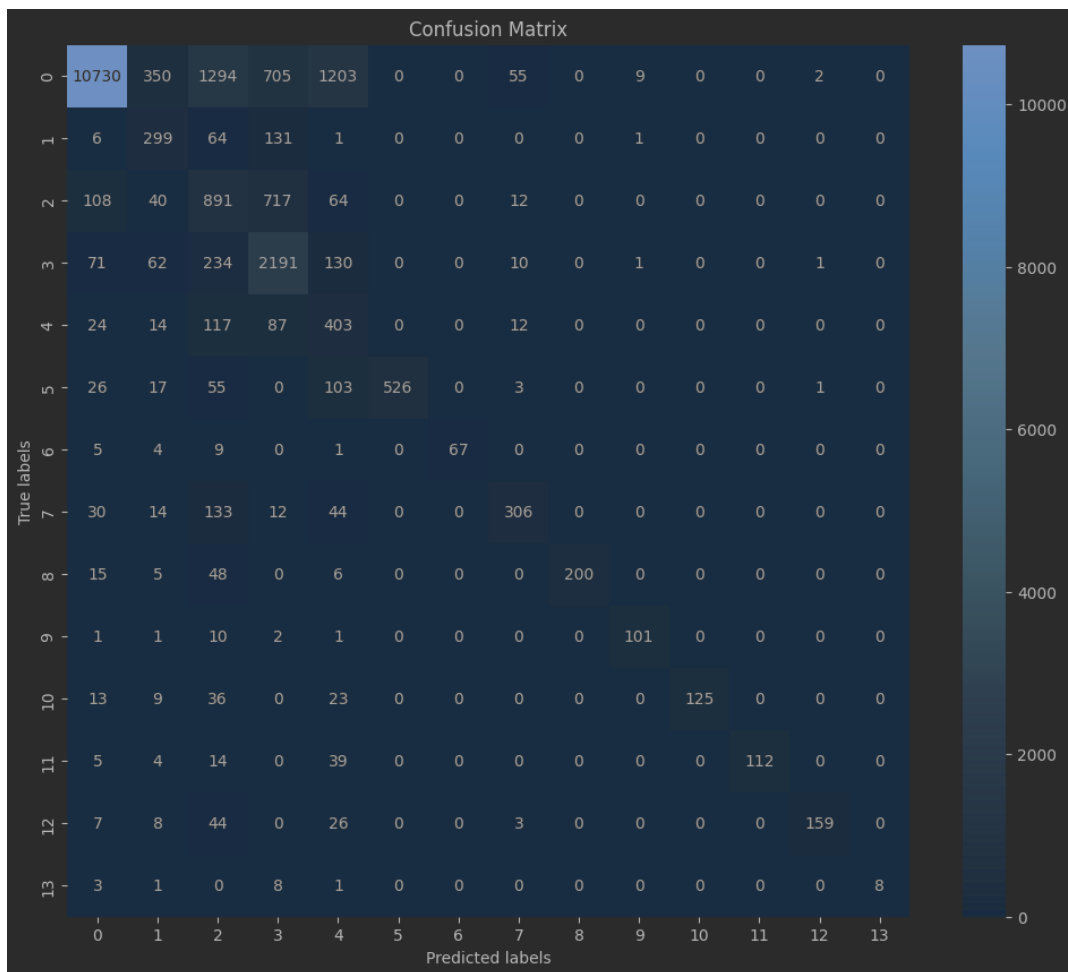 Confusion Matrix
0 10730 350 1294 705 1203 0 0 55 0 9 0 0 2 0
1 6 299 64 131 1 0 0 0 0 1 0 0 0 0
2 108 40 891 717 64 0 0 12 0 0 0 0 0 0
3 71 62 234 2191 130 0 0 10 0 1 0 0 1 0
4 24 14 117 87 403 0 0 12 0 0 0 0 0 0
5 26 17 55 0 103 526 0 3 0 0 0 0 1 0
6 5 4 9 0 1 0 67 0 0 0 0 0 0 0
7 30 14 133 12 44 0 0 306 0 0 0 0 0 0
8 15 5 48 0 6 0 0 0 200 0 0 0 0 0
9 1 1 10 2 1 0 0 0 0 101 0 0 0 0
10 13 9 36 0 23 0 0 0 0 0 125 0 0 0
11 5 4 14 0 39 0 0 0 0 0 0 112 0 0
12 7 8 44 0 26 0 0 3 0 0 0 0 159 0
13 3 1 0 8 1 0 0 0 0 0 0 0 0 8
0 1 2 3 4 5 6 7 8 9 10 11 12 13
Predicted labels
True labels
10000
8000
6000
4000
2000
0